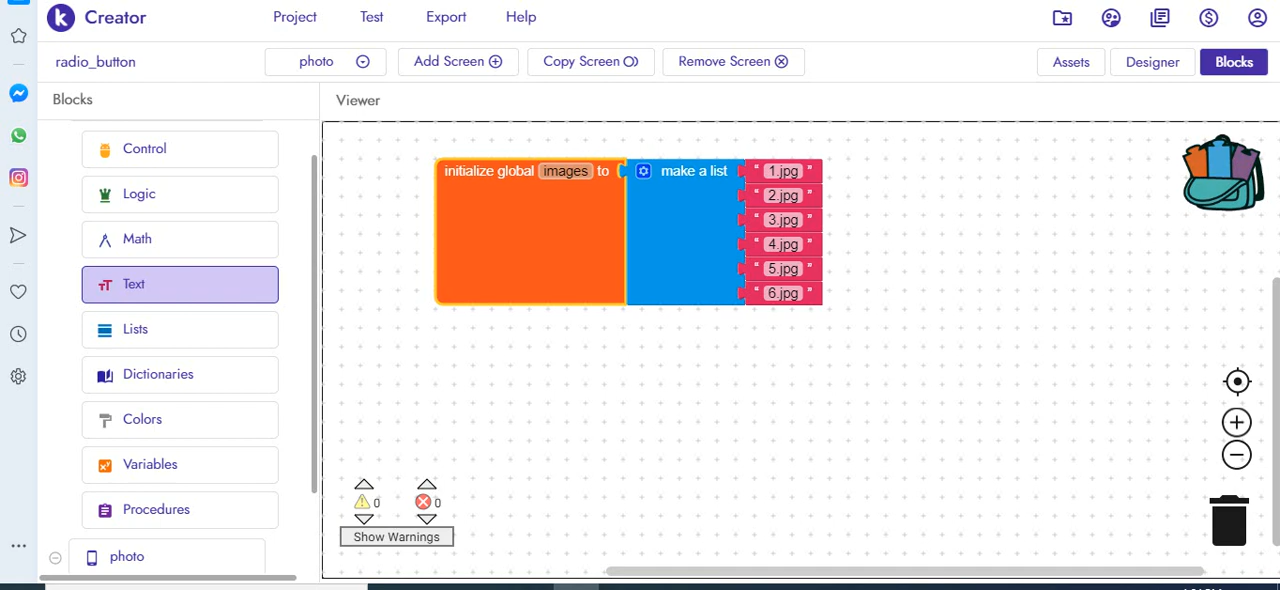 Creator
Project Test Export Help
radio_button photo Add Screen Copy Screen Remove Screen Assets Designer Blocks
Blocks
Viewer
Control
Logic
Math
Text
Lists
Dictionaries
Colors
Variables
Procedures
photo
initialize global images to make a list “ 1.jpg ”
“ 2.jpg ”
“ 3.jpg ”
“ 4.jpg ”
“ 5.jpg ”
“ 6.jpg ”
0 0
Show Warnings